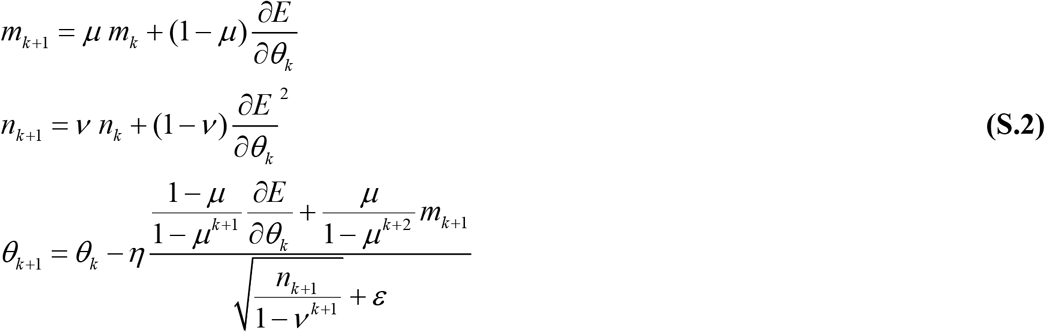 m_{k+1} = μ m_k + (1−μ) ∂E/∂θ_k
n_{k+1} = ν n_k + (1−ν) ∂E²/∂θ_k (S.2)
θ_{k+1} = θ_k − η ( (1−μ)/(1−μ^{k+1}) ∂E/∂θ_k + μ/(1−μ^{k+2}) m_{k+1} ) / ( √( n_{k+1}/(1−ν^{k+1}) ) + ε )